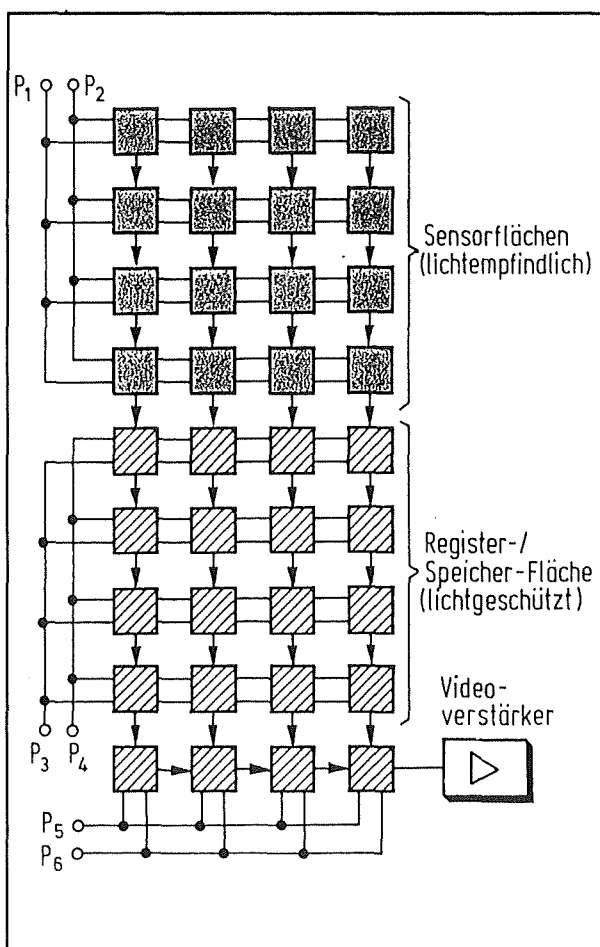 P1 P2
Sensorflächen
(lichtempfindlich)
Register-/
Speicher-Fläche
(lichtgeschützt)
Video-
verstärker
P3 P4
P5
P6